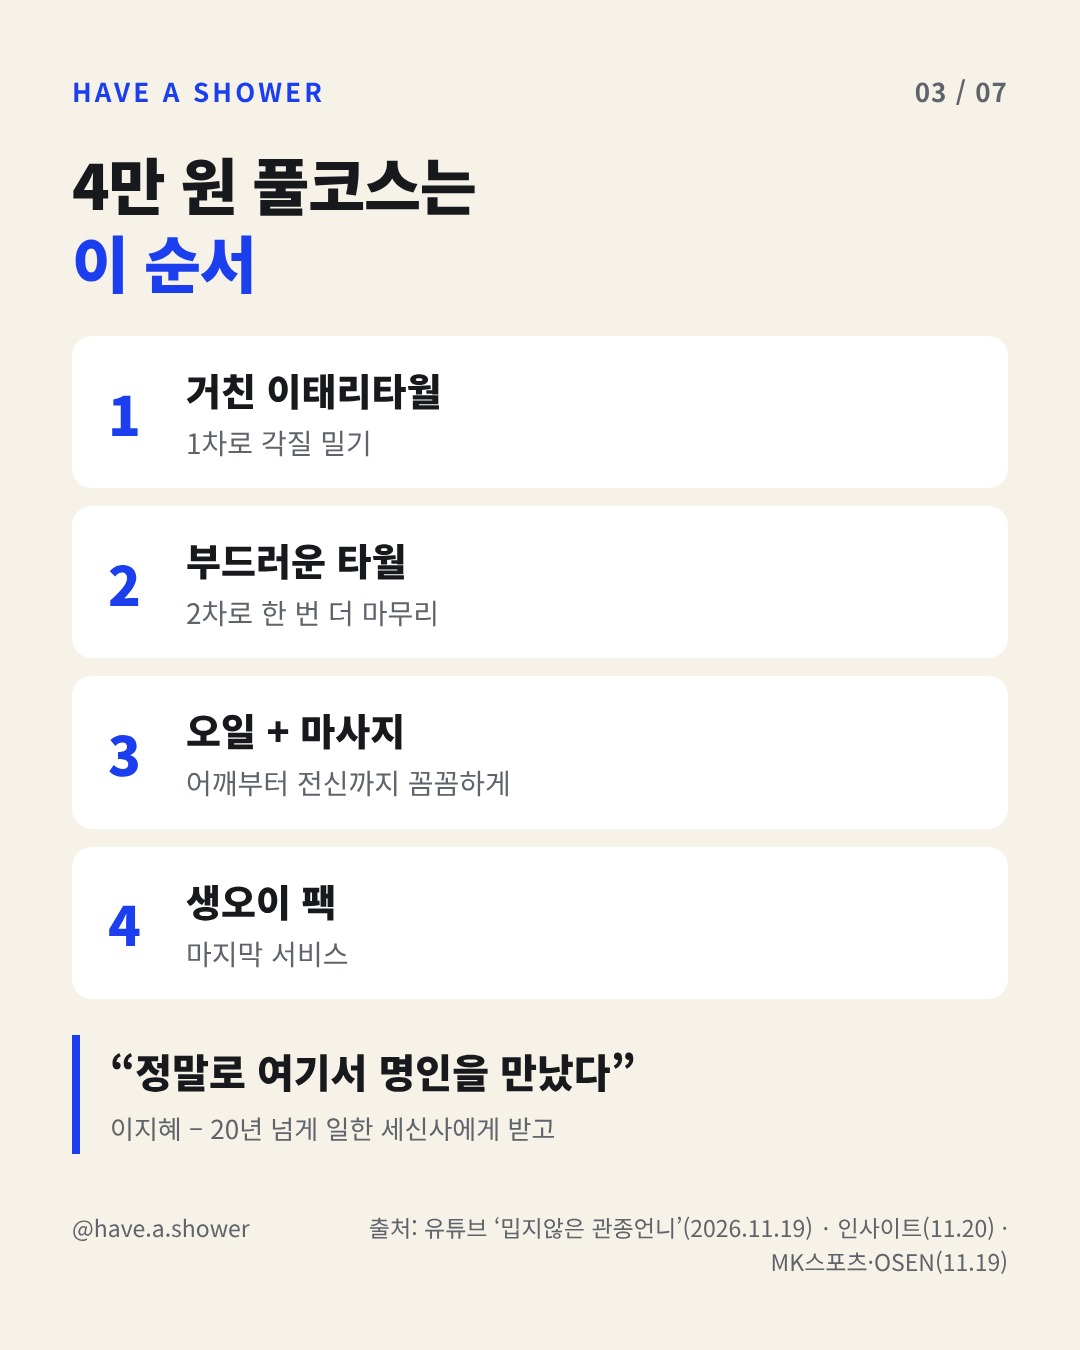 HAVE A SHOWER
03 / 07
4만 원 풀코스는
이 순서
1
거친 이태리타월
1차로 각질 밀기
2
부드러운 타월
2차로 한 번 더 마무리
3
오일 + 마사지
어깨부터 전신까지 꼼꼼하게
4
생오이 팩
마지막 서비스
“정말로 여기서 명인을 만났다”
이지혜 – 20년 넘게 일한 세신사에게 받고
@have.a.shower
출처: 유튜브 ‘밉지않은 관종언니’(2026.11.19) · 인사이트(11.20) ·
MK스포츠·OSEN(11.19)